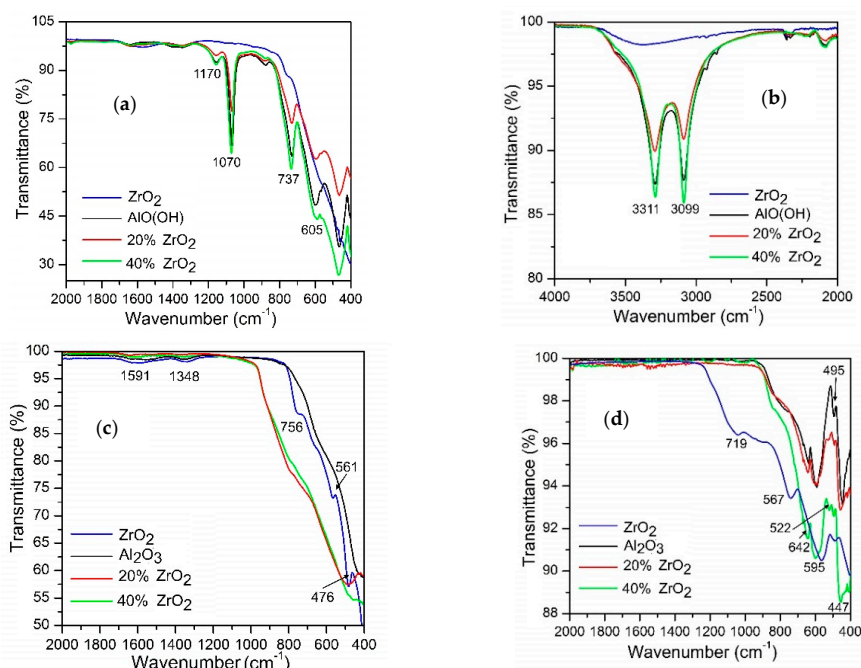 105
90
75
60
45
30
Transmittance (%)
(a)
1170
1070
737
605
ZrO2
AlO(OH)
20% ZrO2
40% ZrO2
2000 1800 1600 1400 1200 1000 800 600 400
Wavenumber (cm-1)
100
95
90
85
80
Transmittance (%)
(b)
3311 3099
ZrO2
AlO(OH)
20% ZrO2
40% ZrO2
4000 3500 3000 2500 2000
Wavenumber (cm-1)
100
95
90
85
80
75
70
65
60
55
50
Transmittance (%)
1591 1348
(c)
756
561
476
ZrO2
Al2O3
20% ZrO2
40% ZrO2
2000 1800 1600 1400 1200 1000 800 600 400
Wavenumber (cm-1)
100
98
96
94
92
90
88
Transmittance (%)
495
(d)
719
567
522
642
595
447
ZrO2
Al2O3
20% ZrO2
40% ZrO2
2000 1800 1600 1400 1200 1000 800 600 400
Wavenumber (cm-1)